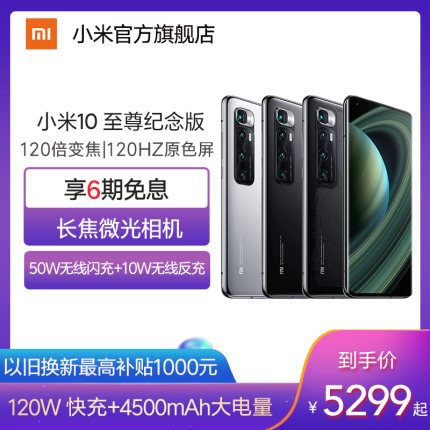 mi 小米官方旗舰店
小米10 至尊纪念版
120倍变焦|120HZ原色屏
享6期免息
长焦微光相机
50W无线闪充+10W无线反充
以旧换新最高补贴1000元
120W 快充+4500mAh大电量
到手价
¥5299起